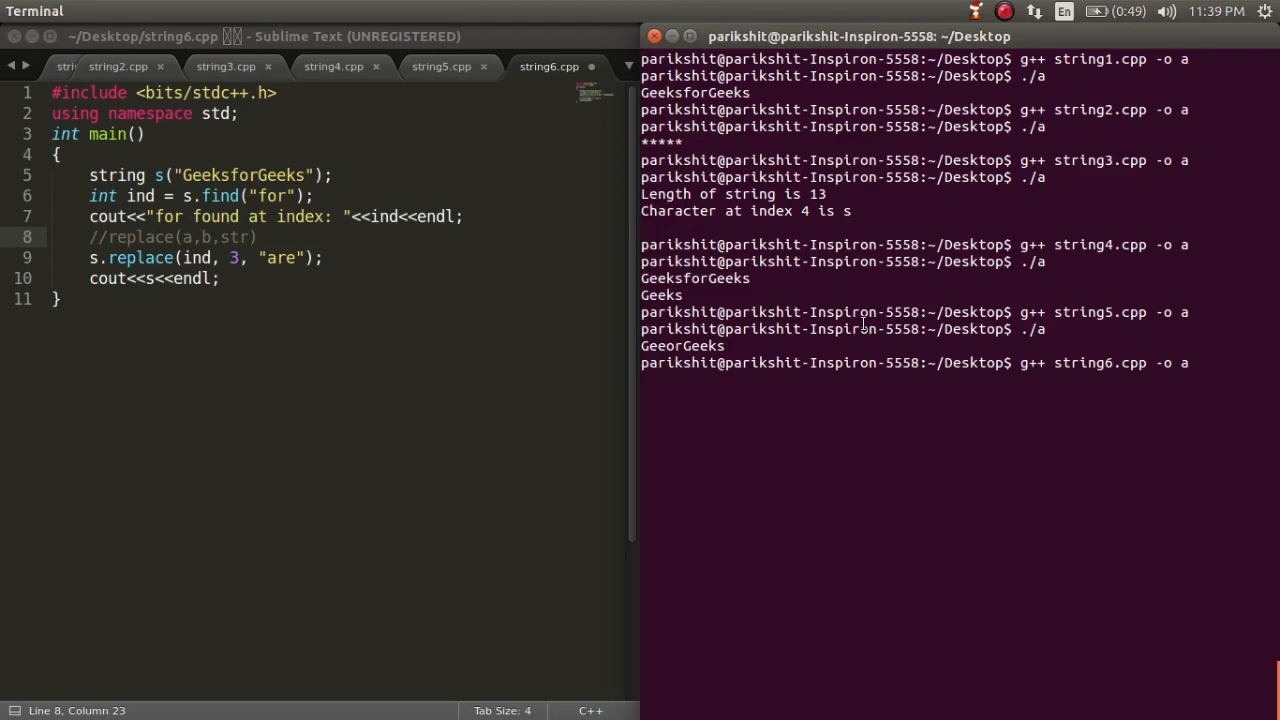 Terminal
En
(0:49)
11:39 PM
~/Desktop/string6.cpp - Sublime Text (UNREGISTERED)
stri
string2.cpp
string3.cpp
string4.cpp
string5.cpp
string6.cpp
1 #include <bits/stdc++.h>
2 using namespace std;
3 int main()
4 {
5 string s("GeeksforGeeks");
6 int ind = s.find("for");
7 cout<<"for found at index: "<<ind<<endl;
8 //replace(a,b,str)
9 s.replace(ind, 3, "are");
10 cout<<s<<endl;
11 }
Line 8, Column 23
Tab Size: 4
C++
parikshit@parikshit-Inspiron-5558: ~/Desktop
parikshit@parikshit-Inspiron-5558:~/Desktop$ g++ string1.cpp -o a
parikshit@parikshit-Inspiron-5558:~/Desktop$ ./a
GeeksforGeeks
parikshit@parikshit-Inspiron-5558:~/Desktop$ g++ string2.cpp -o a
parikshit@parikshit-Inspiron-5558:~/Desktop$ ./a
*****
parikshit@parikshit-Inspiron-5558:~/Desktop$ g++ string3.cpp -o a
parikshit@parikshit-Inspiron-5558:~/Desktop$ ./a
Length of string is 13
Character at index 4 is s
parikshit@parikshit-Inspiron-5558:~/Desktop$ g++ string4.cpp -o a
parikshit@parikshit-Inspiron-5558:~/Desktop$ ./a
GeeksforGeeks
Geeks
parikshit@parikshit-Inspiron-5558:~/Desktop$ g++ string5.cpp -o a
parikshit@parikshit-Inspiron-5558:~/Desktop$ ./a
GeeorGeeks
parikshit@parikshit-Inspiron-5558:~/Desktop$ g++ string6.cpp -o a